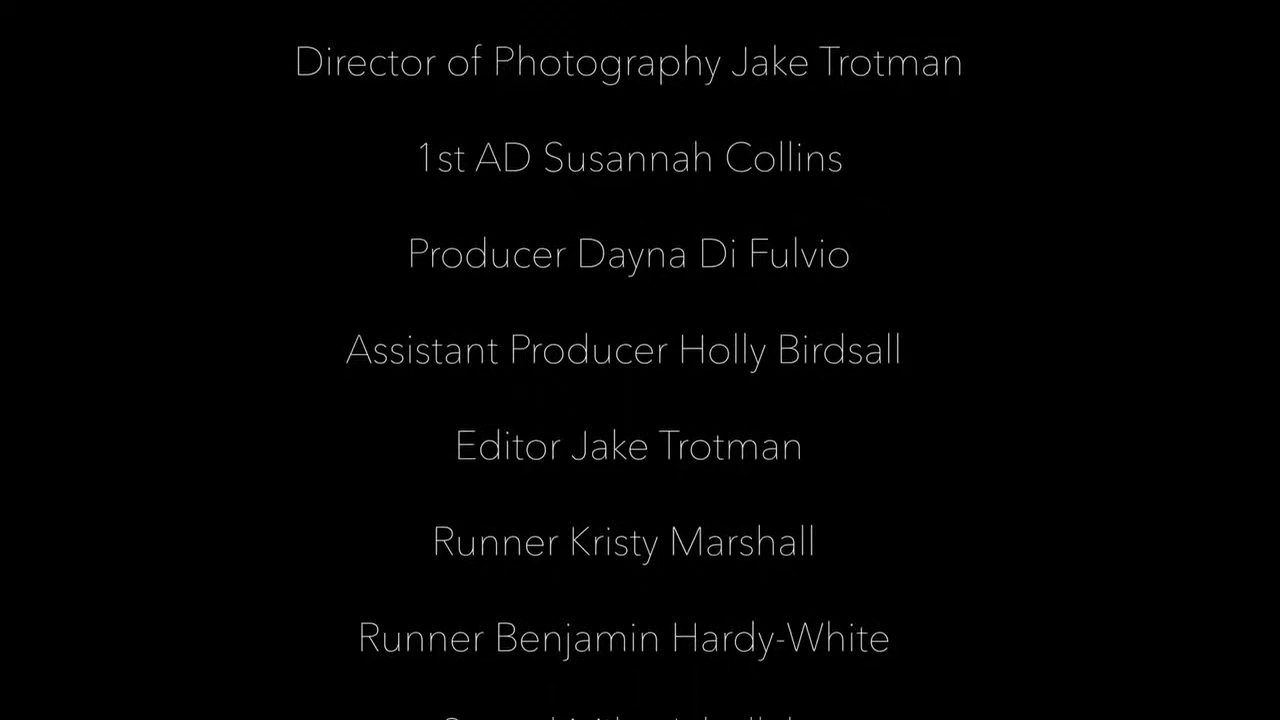 Director of Photography Jake Trotman
1st AD Susannah Collins
Producer Dayna Di Fulvio
Assistant Producer Holly Birdsall
Editor Jake Trotman
Runner Kristy Marshall
Runner Benjamin Hardy-White